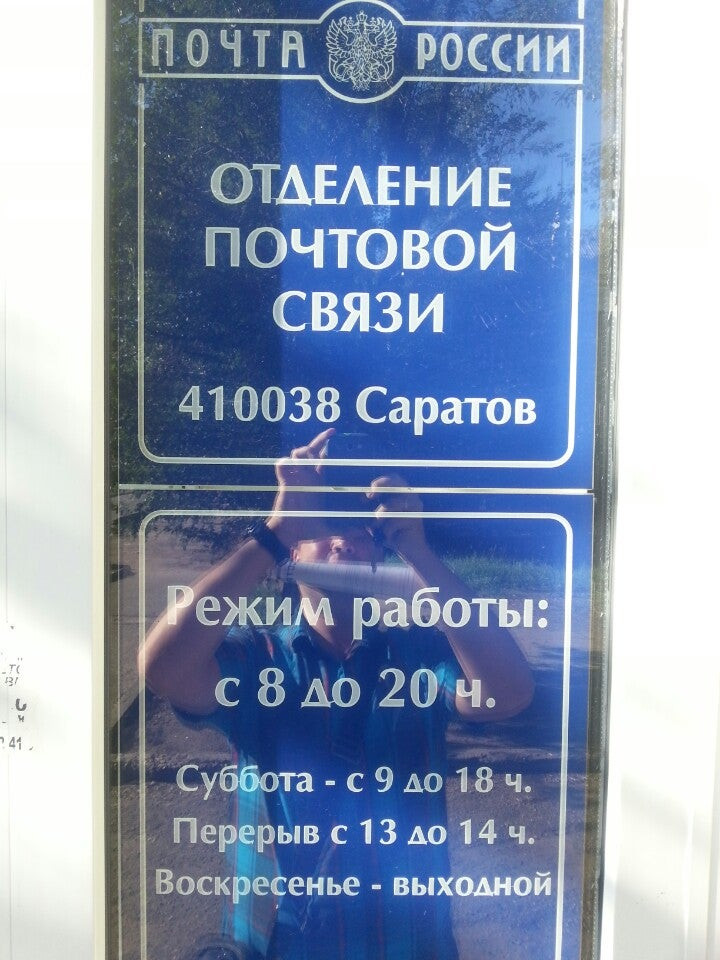 ПОЧТА РОССИИ
ОТДЕЛЕНИЕ
ПОЧТОВОЙ
СВЯЗИ
410038 Саратов
Режим работы:
с 8 до 20 ч.
Суббота - с 9 до 18 ч.
Перерыв с 13 до 14 ч.
Воскресенье - выходной